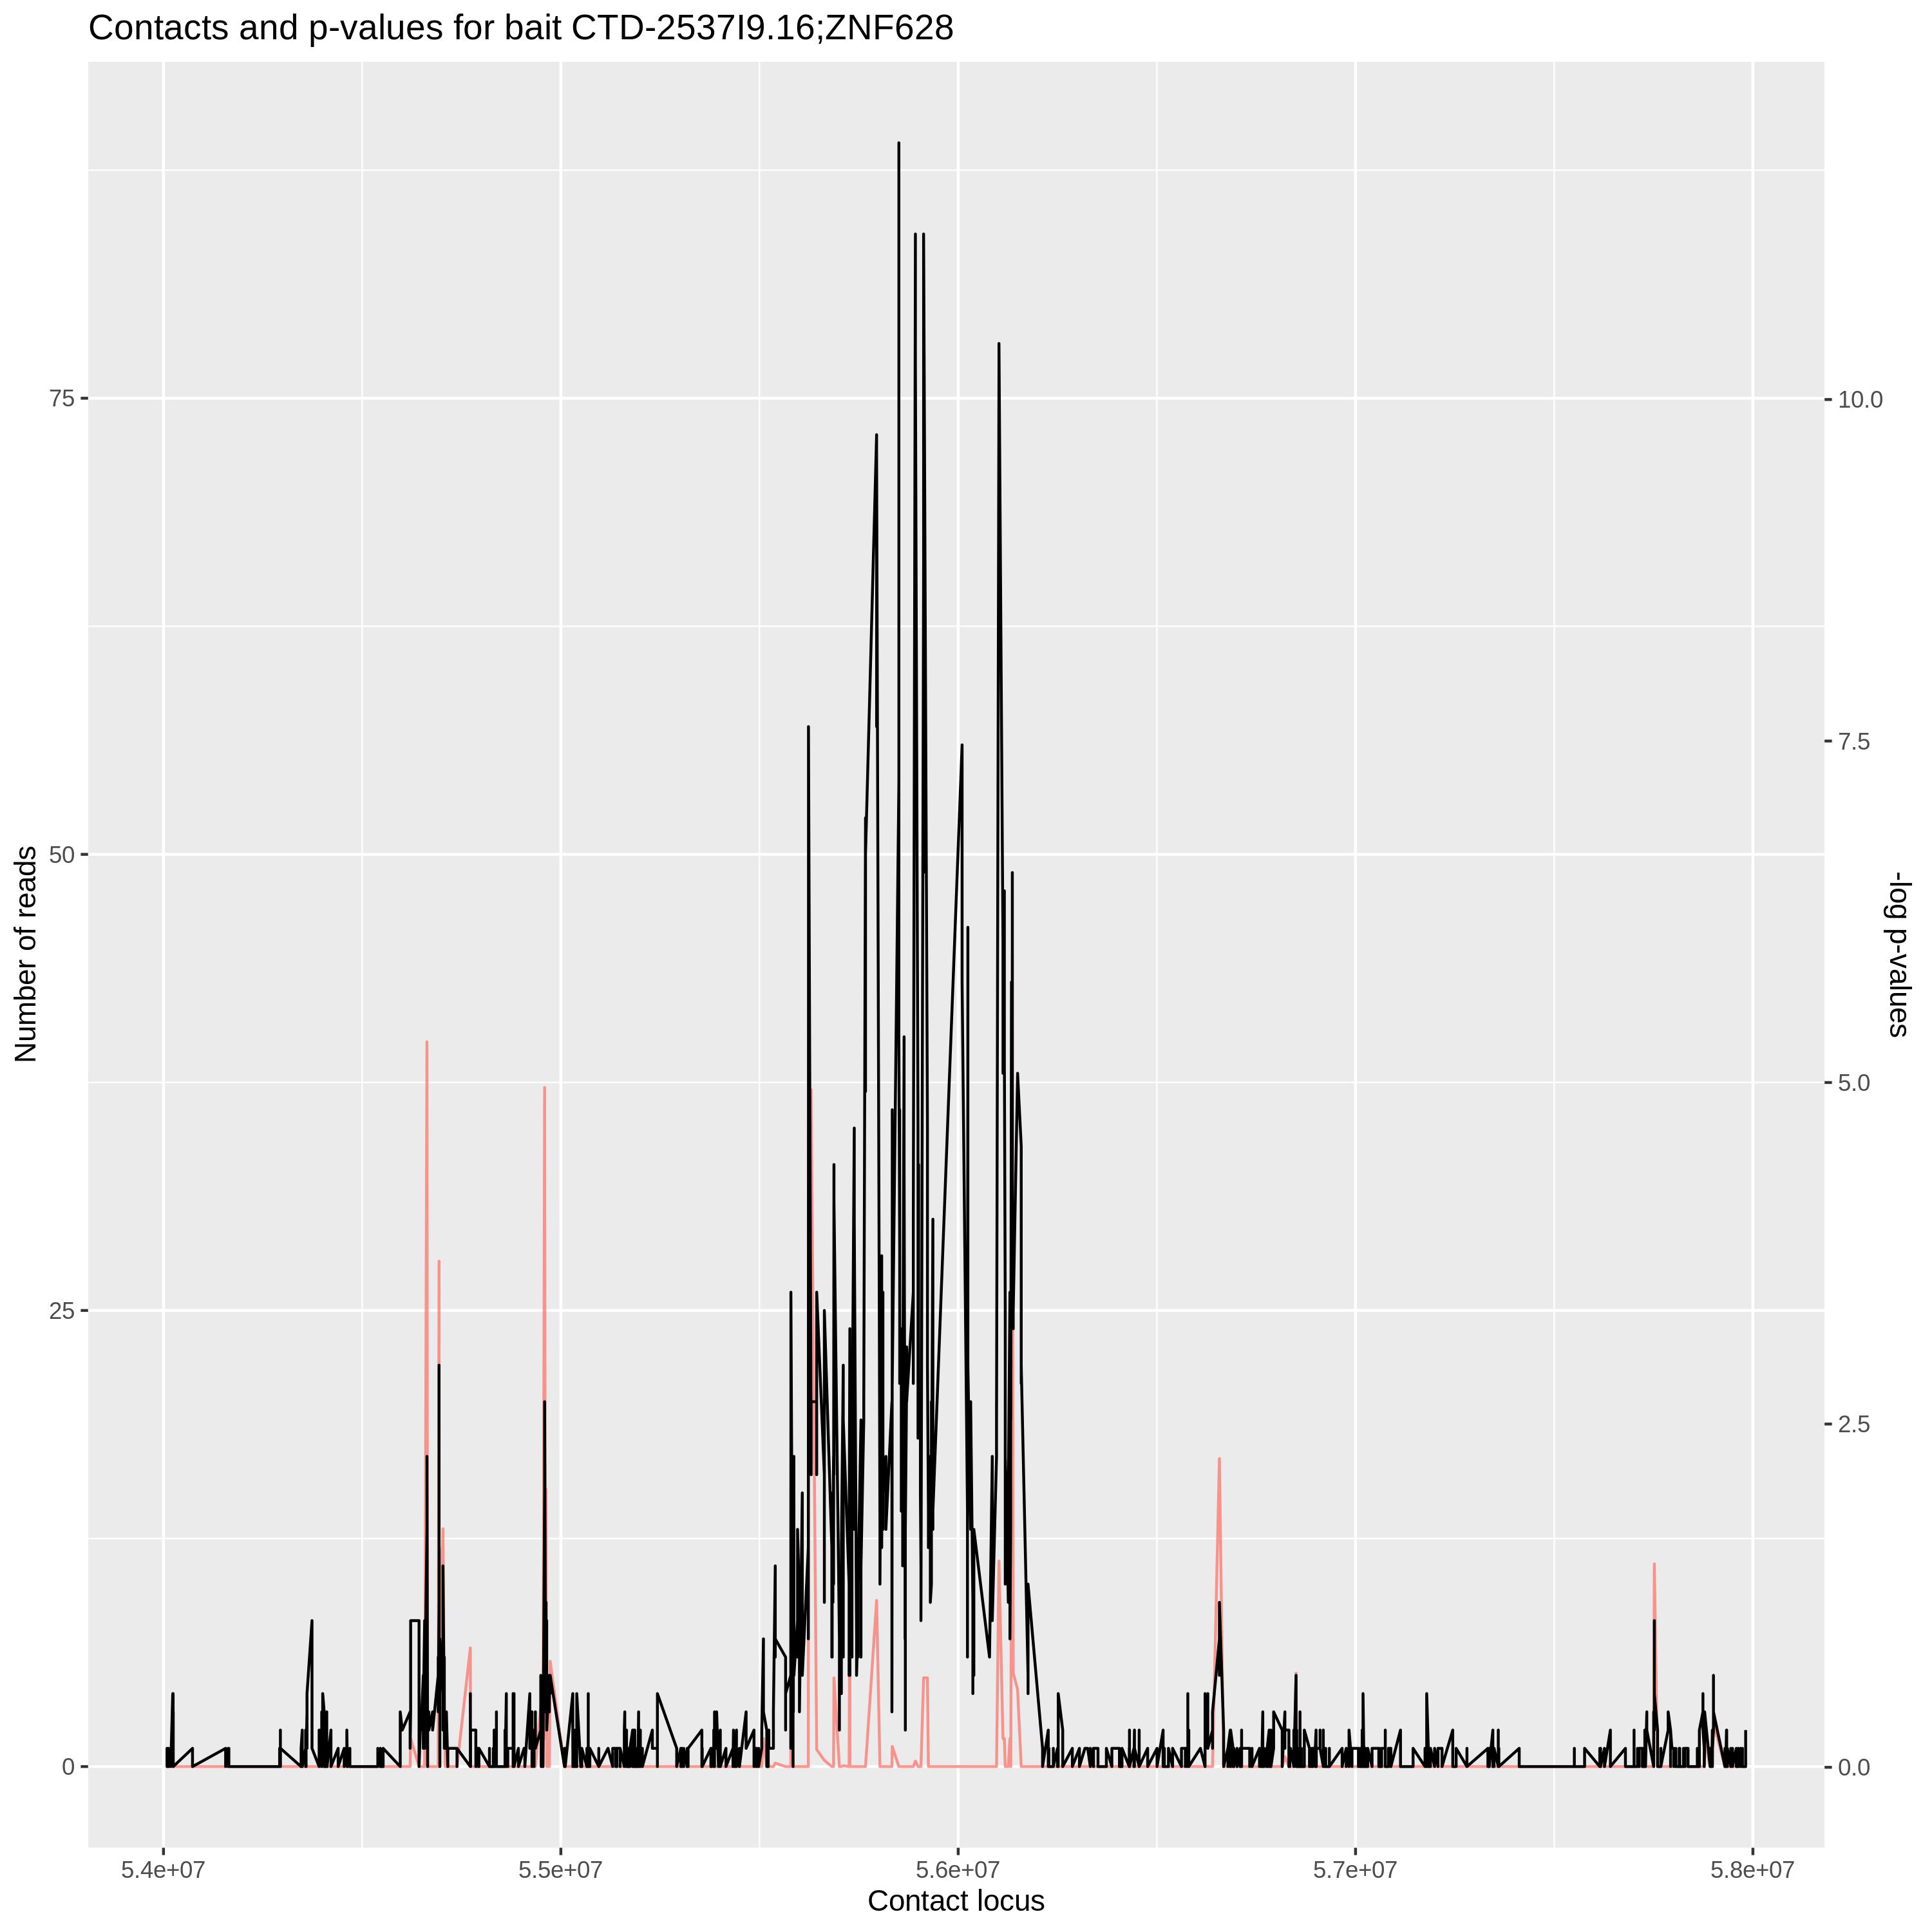 Contacts and p-values for bait CTD-2537I9.16;ZNF628
Number of reads
75
50
25
0
10.0
7.5
5.0
2.5
0.0
-log p-values
5.4e+07 5.5e+07 5.6e+07 5.7e+07 5.8e+07
Contact locus